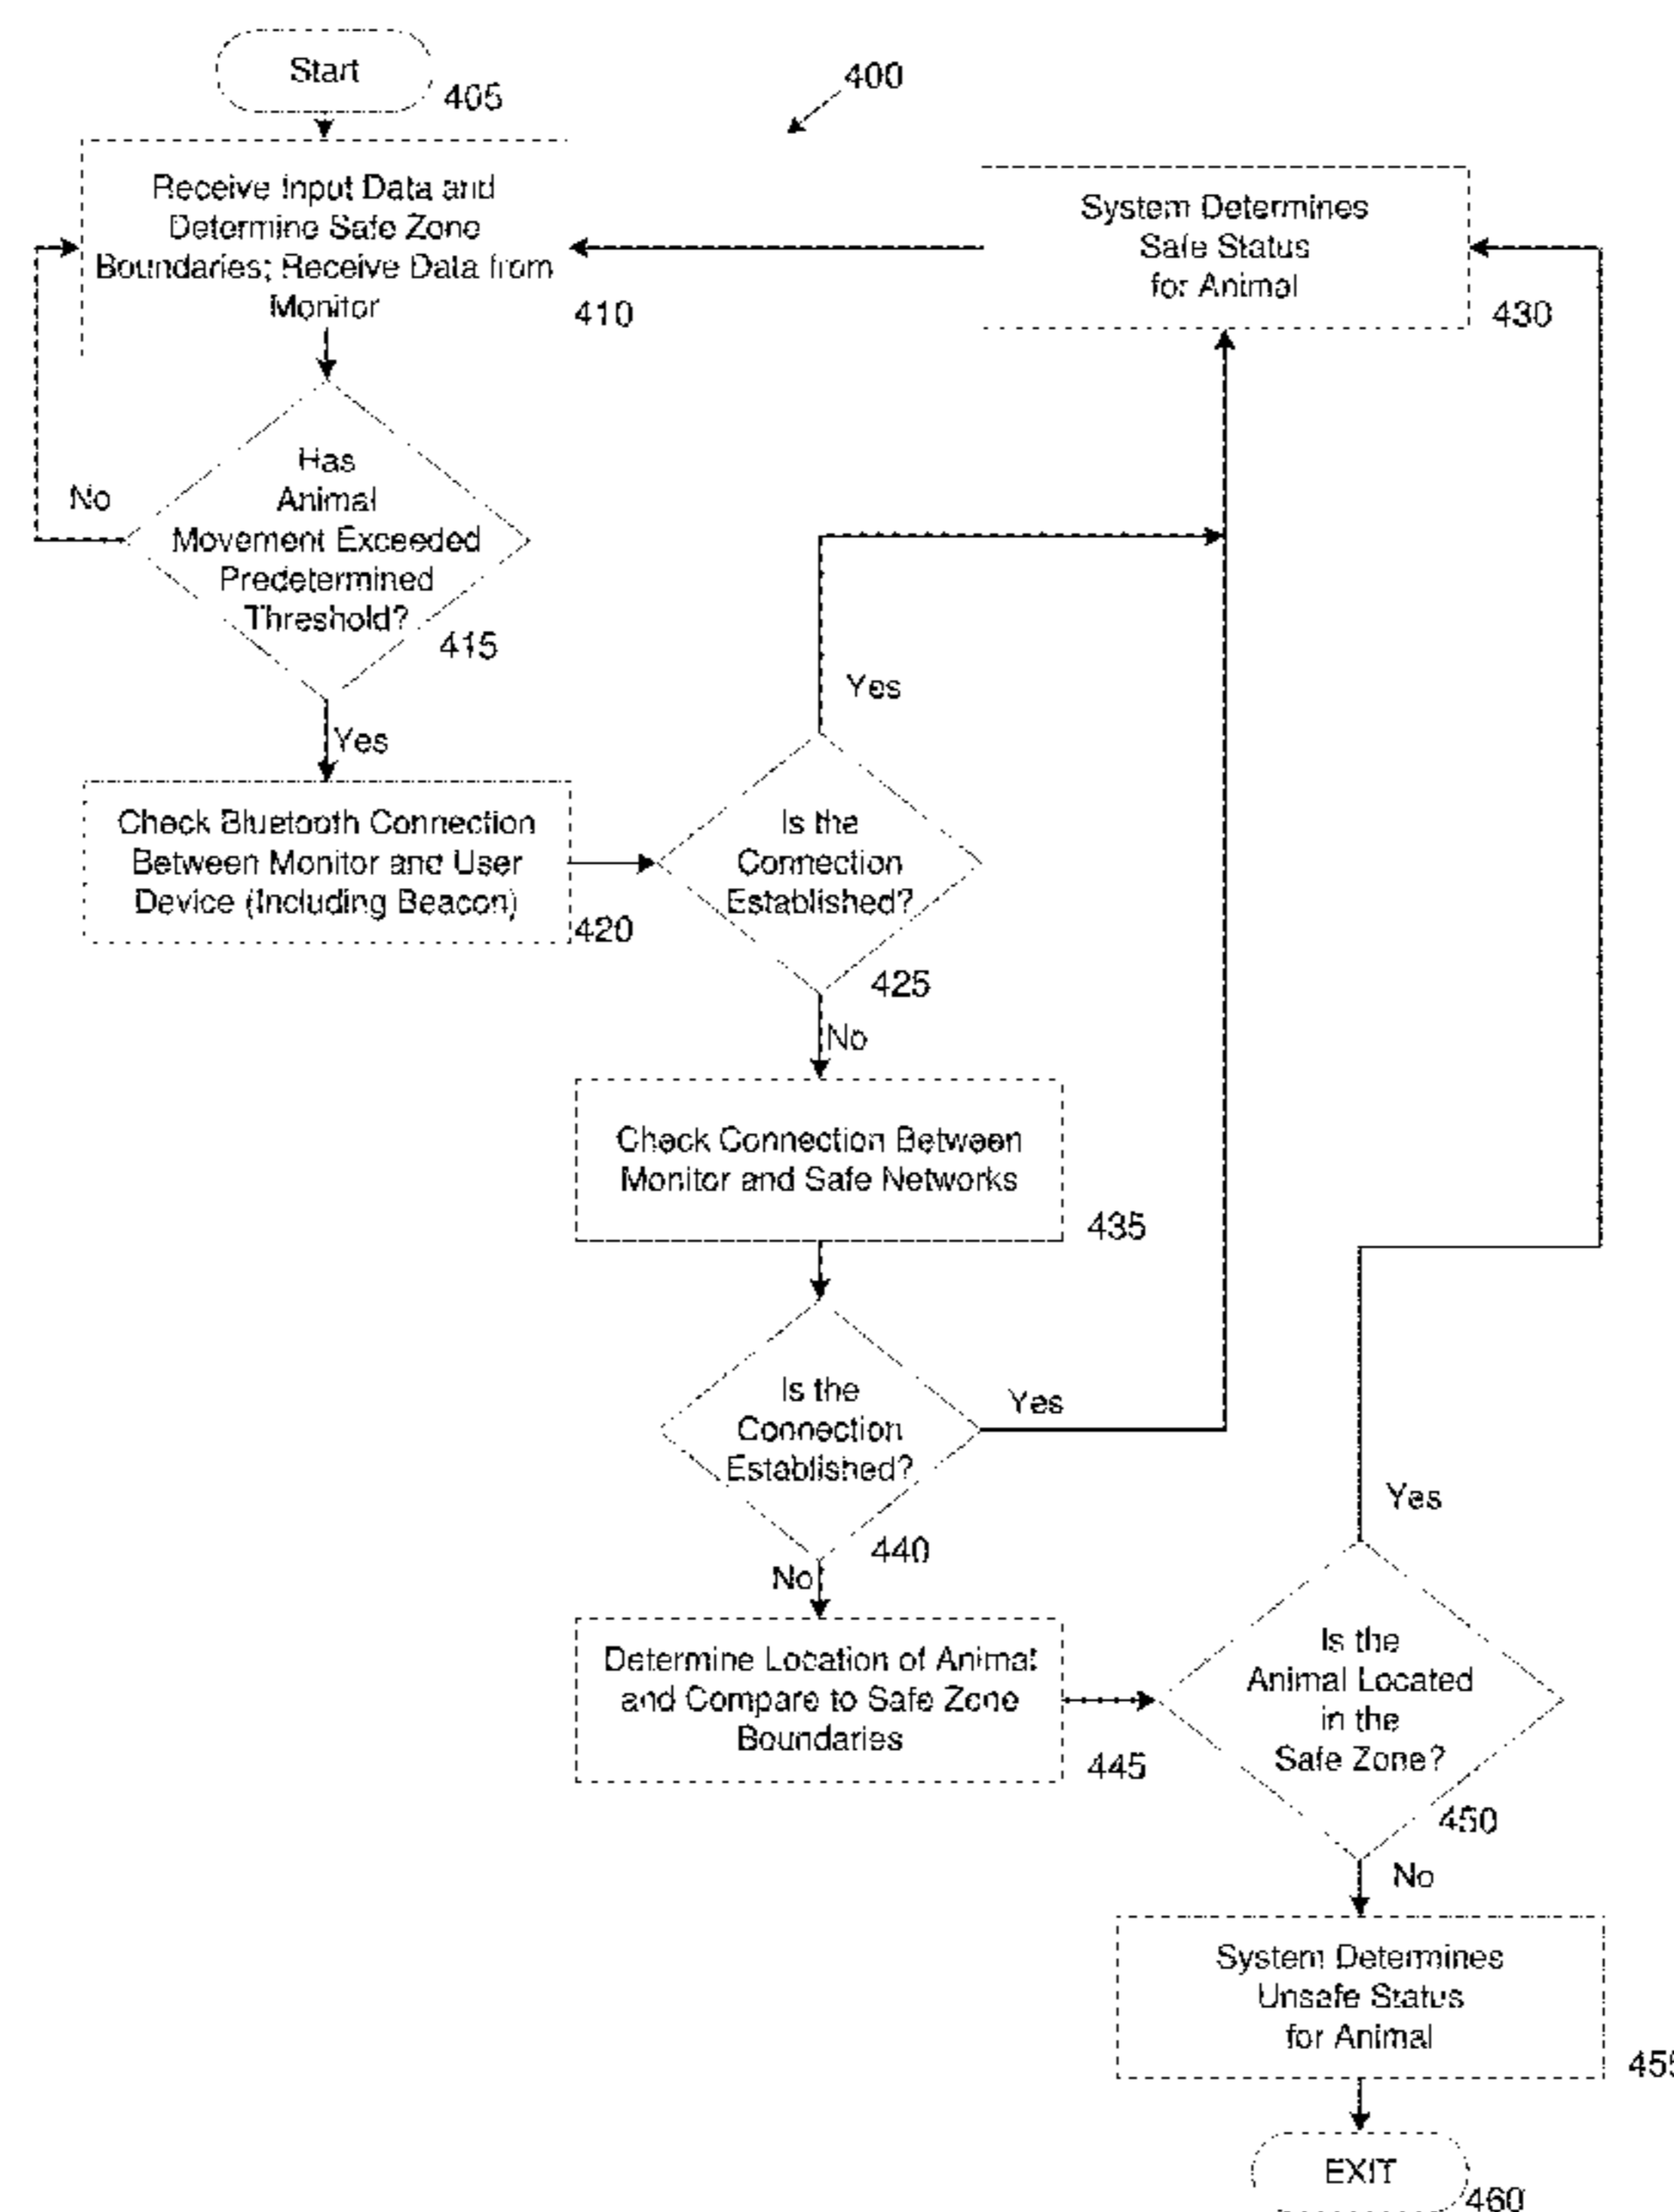 Start
405
400
Receive Input Data and
Determine Safe Zone
Boundaries; Receive Data from
Monitor
410
System Determines
Safe Status
for Animal
430
Has
Animal
Movement Exceeded
Predetermined
Threshold?
415
No
Yes
Check Bluetooth Connection
Between Monitor and User
Device (Including Beacon)
420
Is the
Connection
Established?
425
Yes
No
Check Connection Between
Monitor and Safe Networks
435
Is the
Connection
Established?
440
Yes
No
Determine Location of Animal
and Compare to Safe Zone
Boundaries
445
Yes
Is the
Animal Located
in the
Safe Zone?
450
No
System Determines
Unsafe Status
for Animal
455
EXIT
460